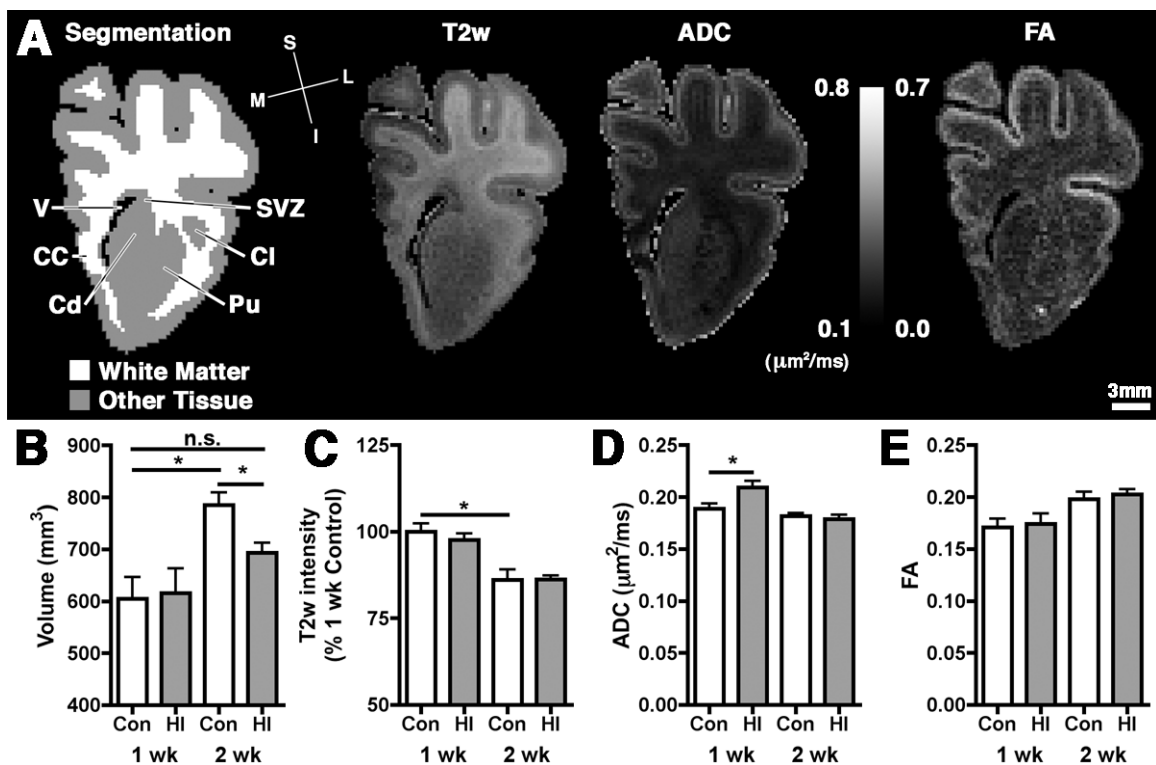 A
Segmentation
T2w
ADC
FA
S
L
M
I
0.8
0.7
V
SVZ
CC
Cl
Cd
Pu
0.1
0.0
(μm²/ms)
White Matter
Other Tissue
3mm
B
Volume (mm³)
900
800
700
600
500
400
n.s.
*
*
Con HI Con HI
1 wk 2 wk
C
T2w intensity
(% 1 wk Control)
125
100
75
50
*
Con HI Con HI
1 wk 2 wk
D
ADC (μm²/ms)
0.25
0.20
0.15
0.10
0.05
0.00
*
Con HI Con HI
1 wk 2 wk
E
FA
0.25
0.20
0.15
0.10
0.05
0.00
Con HI Con HI
1 wk 2 wk